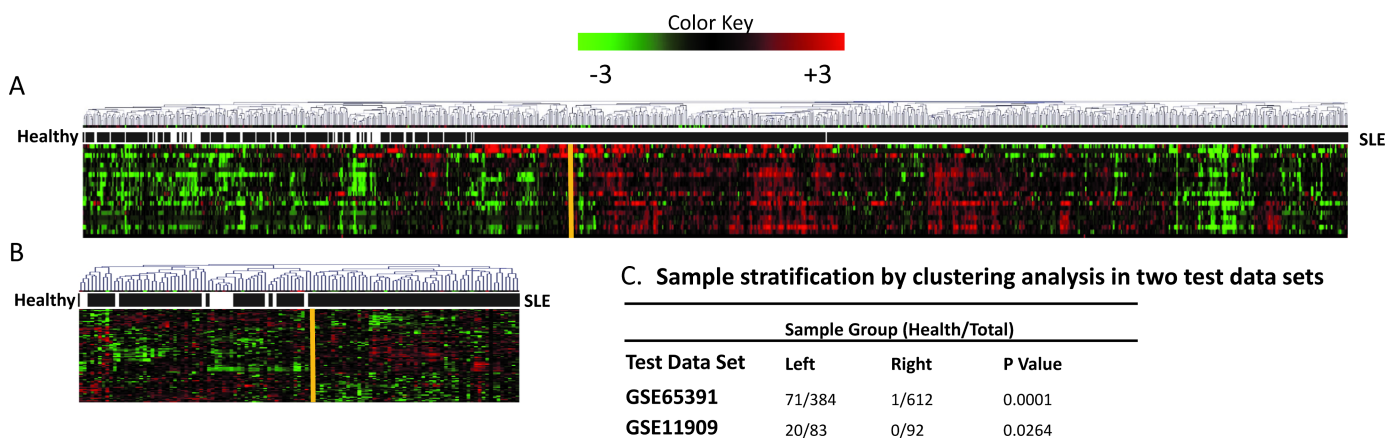 Color Key
-3 +3
A
Healthy SLE
B
Healthy SLE
C. Sample stratification by clustering analysis in two test data sets
Sample Group (Health/Total)
Test Data Set Left Right P Value
GSE65391 71/384 1/612 0.0001
GSE11909 20/83 0/92 0.0264